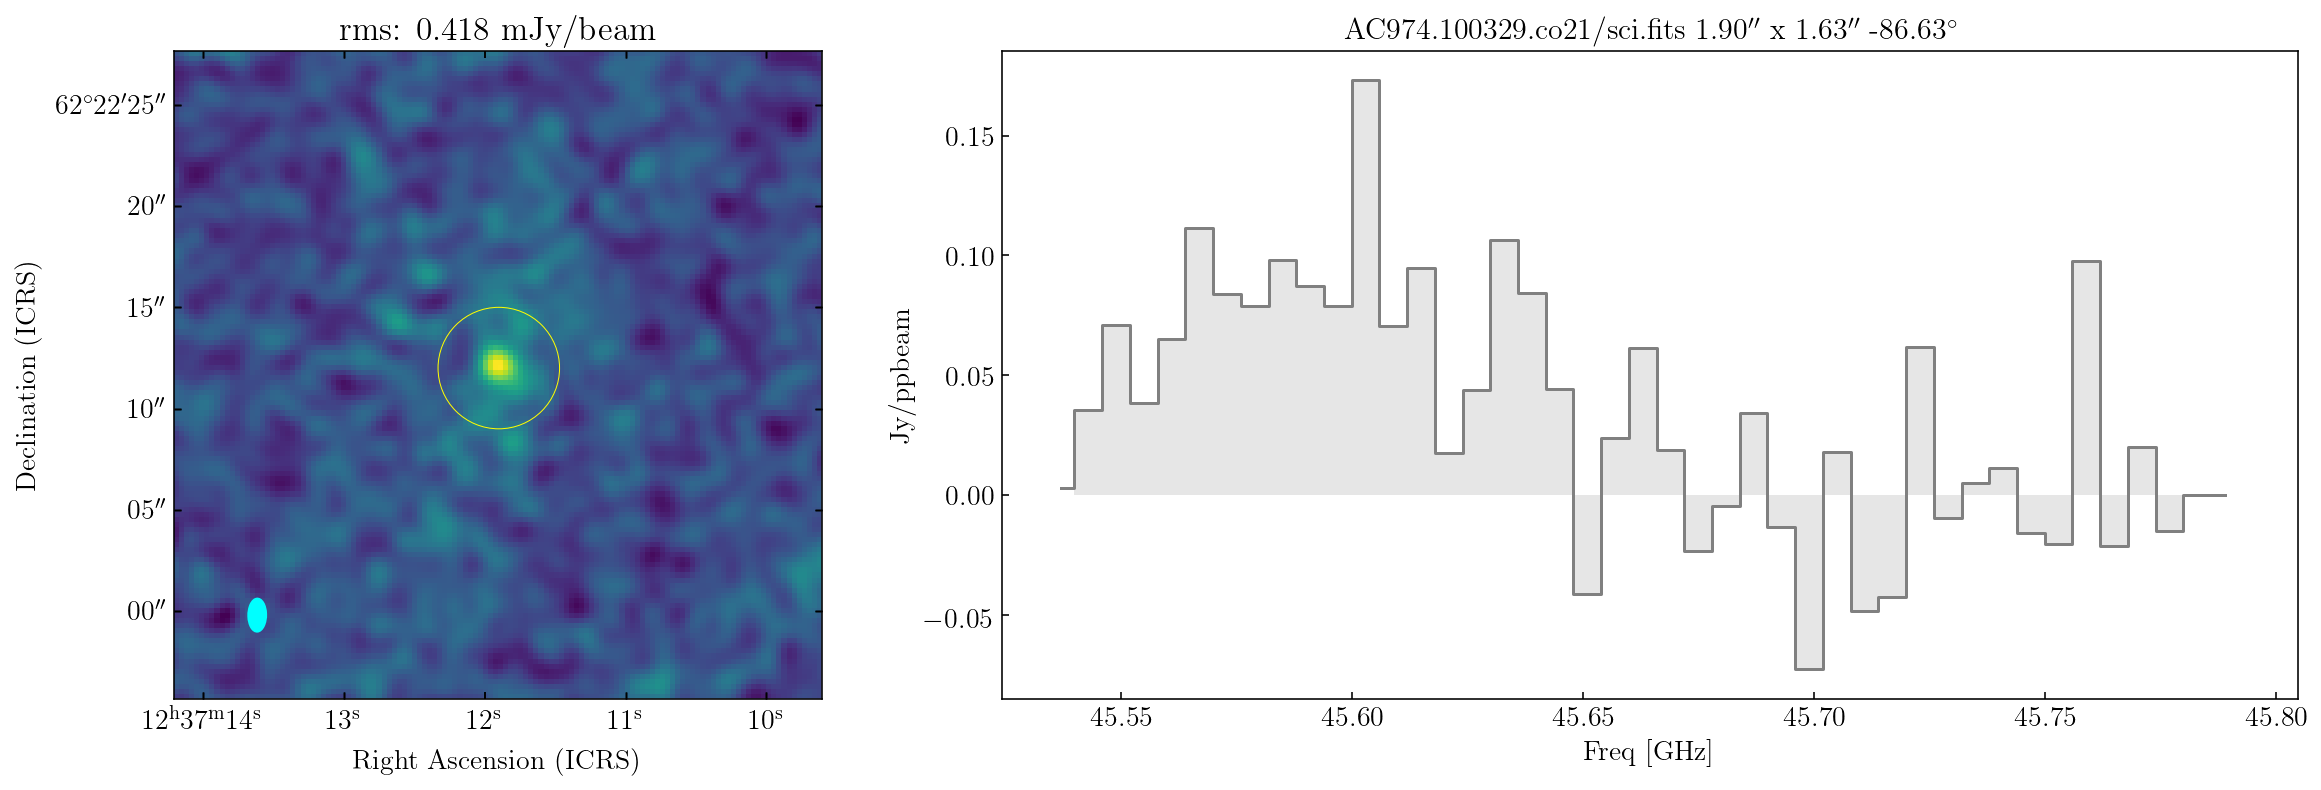 rms: 0.418 mJy/beam
62°22′25″
20″
15″
10″
05″
00″
Declination (ICRS)
12ʰ37ᵐ14ˢ 13ˢ 12ˢ 11ˢ 10ˢ
Right Ascension (ICRS)
AC974.100329.co21/sci.fits 1.90″ x 1.63″ -86.63°
0.15
0.10
0.05
0.00
−0.05
Jy/ppbeam
45.55 45.60 45.65 45.70 45.75 45.80
Freq [GHz]